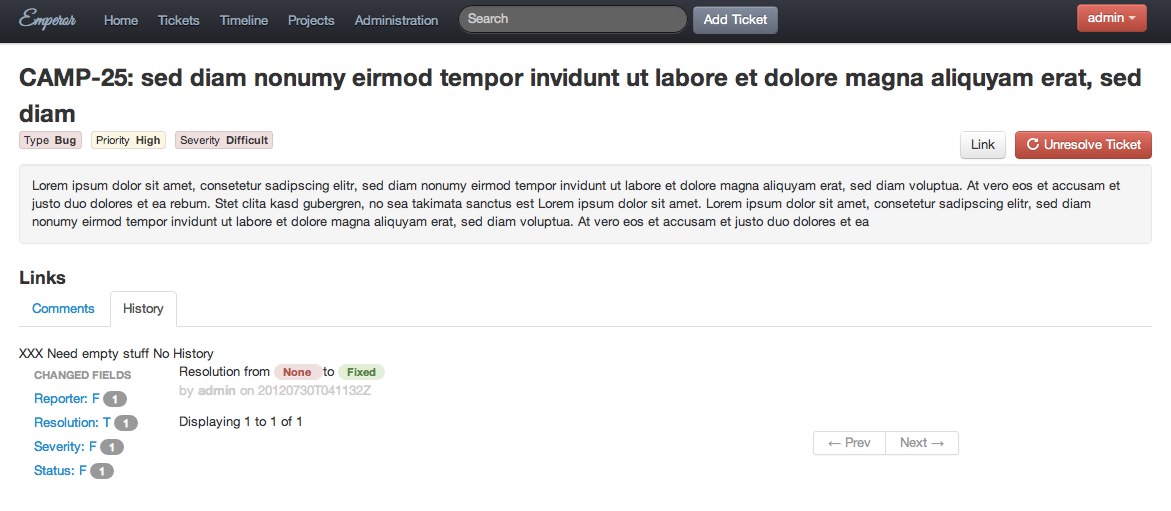 Emperor Home Tickets Timeline Projects Administration Search Add Ticket admin
CAMP-25: sed diam nonumy eirmod tempor invidunt ut labore et dolore magna aliquyam erat, sed
diam
Type Bug Priority High Severity Difficult Link Unresolve Ticket
Lorem ipsum dolor sit amet, consetetur sadipscing elitr, sed diam nonumy eirmod tempor invidunt ut labore et dolore magna aliquyam erat, sed diam voluptua. At vero eos et accusam et
justo duo dolores et ea rebum. Stet clita kasd gubergren, no sea takimata sanctus est Lorem ipsum dolor sit amet. Lorem ipsum dolor sit amet, consetetur sadipscing elitr, sed diam
nonumy eirmod tempor invidunt ut labore et dolore magna aliquyam erat, sed diam voluptua. At vero eos et accusam et justo duo dolores et ea
Links
Comments History
XXX Need empty stuff No History
CHANGED FIELDS
Reporter: F 1
Resolution: T 1
Severity: F 1
Status: F 1
Resolution from None to Fixed
by admin on 20120730T041132Z
Displaying 1 to 1 of 1
← Prev Next →